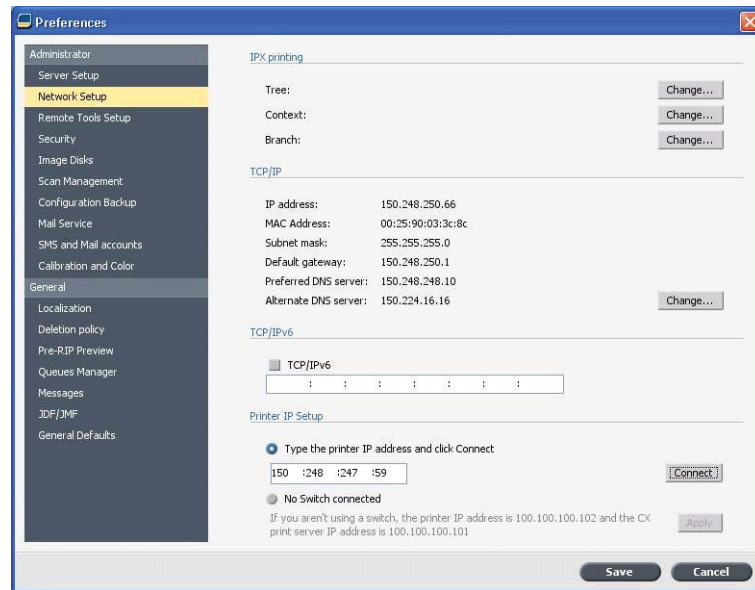 Preferences
Administrator
Server Setup
Network Setup
Remote Tools Setup
Security
Image Disks
Scan Management
Configuration Backup
Mail Service
SMS and Mail accounts
Calibration and Color
General
Localization
Deletion policy
Pre-RIP Preview
Queues Manager
Messages
JDF/JMF
General Defaults
IPX printing
Tree: Change...
Context: Change...
Branch: Change...
TCP/IP
IP address: 150.248.250.66
MAC Address: 00:25:90:03:3c:8c
Subnet mask: 255.255.255.0
Default gateway: 150.248.250.1
Preferred DNS server: 150.248.248.10
Alternate DNS server: 150.224.16.16 Change...
TCP/IPv6
TCP/IPv6
: : : : : : :
Printer IP Setup
Type the printer IP address and click Connect
150 :248 :247 :59 Connect
No Switch connected
If you aren't using a switch, the printer IP address is 100.100.100.102 and the CX
print server IP address is 100.100.100.101
Apply
Save Cancel